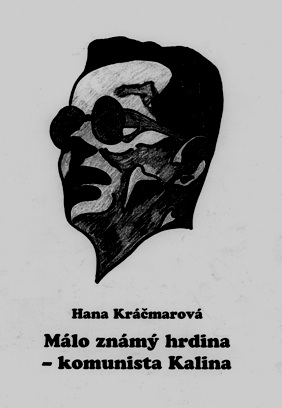 Hana Kráčmarová
Málo známý hrdina
– komunista Kalina